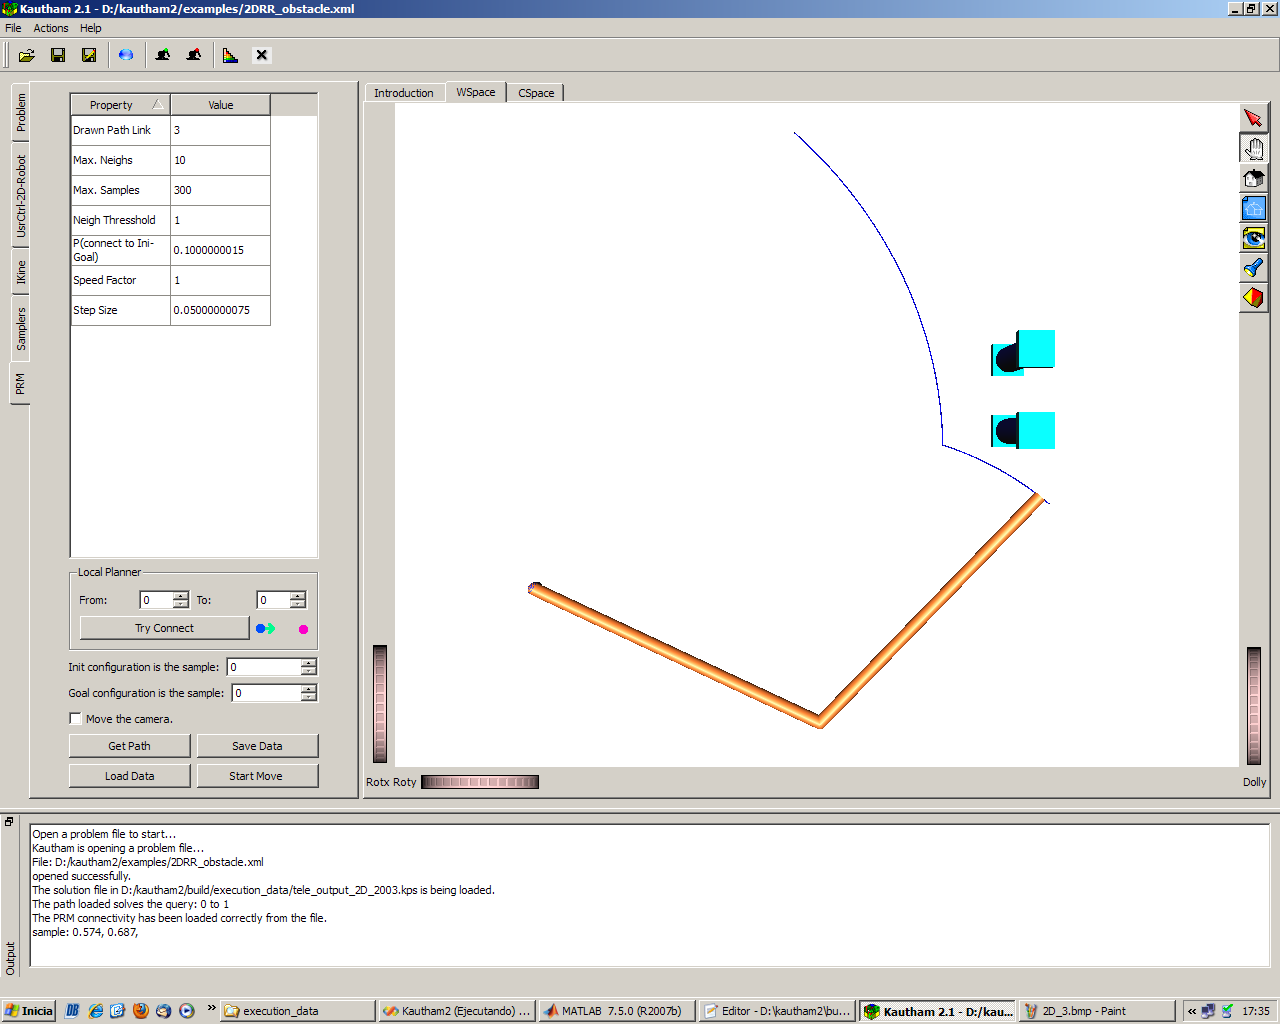 Kautham 2.1 - D:/kautham2/examples/2DRR_obstacle.xml
File Actions Help
Problem
UsrCtrl-2D-Robot
IKine
Samplers
PRM
Property Value
Drawn Path Link 3
Max. Neighs 10
Max. Samples 300
Neigh Thresshold 1
P(connect to Ini-
Goal) 0.1000000015
Speed Factor 1
Step Size 0.05000000075
Local Planner
From: 0 To: 0
Try Connect
Init configuration is the sample: 0
Goal configuration is the sample: 0
Move the camera.
Get Path Save Data
Load Data Start Move
Introduction WSpace CSpace
Rotx Roty Dolly
Output
Open a problem file to start...
Kautham is opening a problem file...
File: D:/kautham2/examples/2DRR_obstacle.xml
opened successfully.
The solution file in D:/kautham2/build/execution_data/tele_output_2D_2003.kps is being loaded.
The path loaded solves the query: 0 to 1
The PRM connectivity has been loaded correctly from the file.
sample: 0.574, 0.687,
Inicia DB » execution_data Kautham2 (Ejecutando) ... MATLAB 7.5.0 (R2007b) Editor - D:\kautham2\bu... Kautham 2.1 - D:/kau... 2D_3.bmp - Paint « 17:35